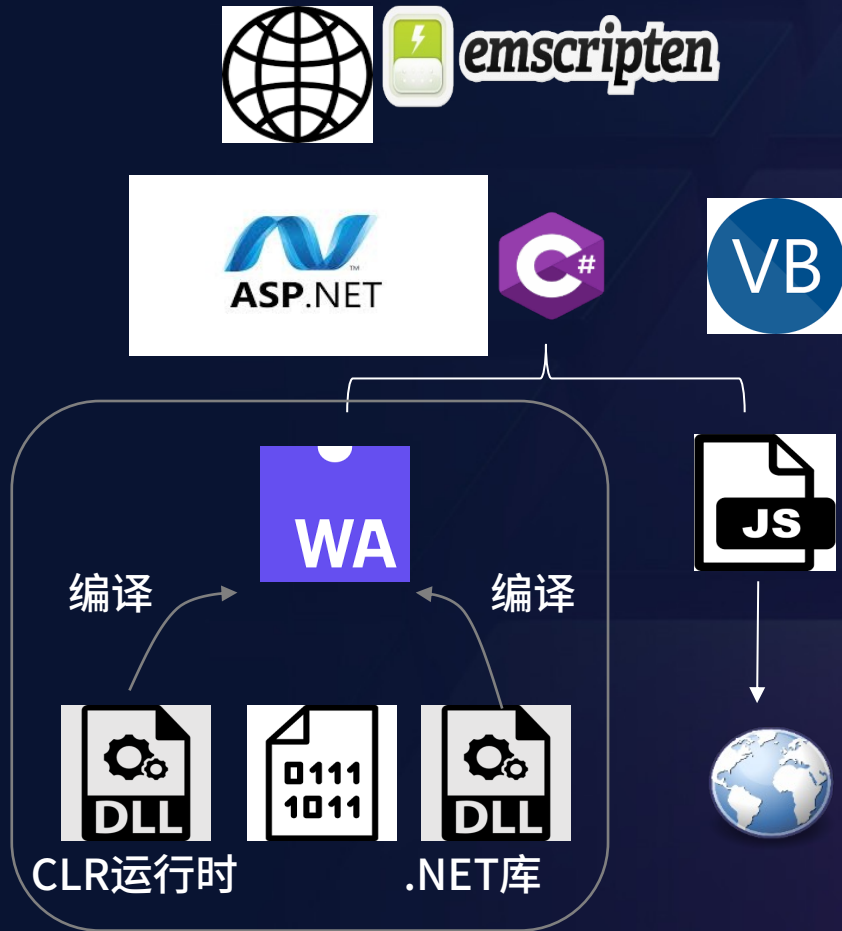 emscripten
ASP.NET
TM
C#
VB
WA
JS
编译
编译
DLL
0111
1011
DLL
CLR运行时
.NET库